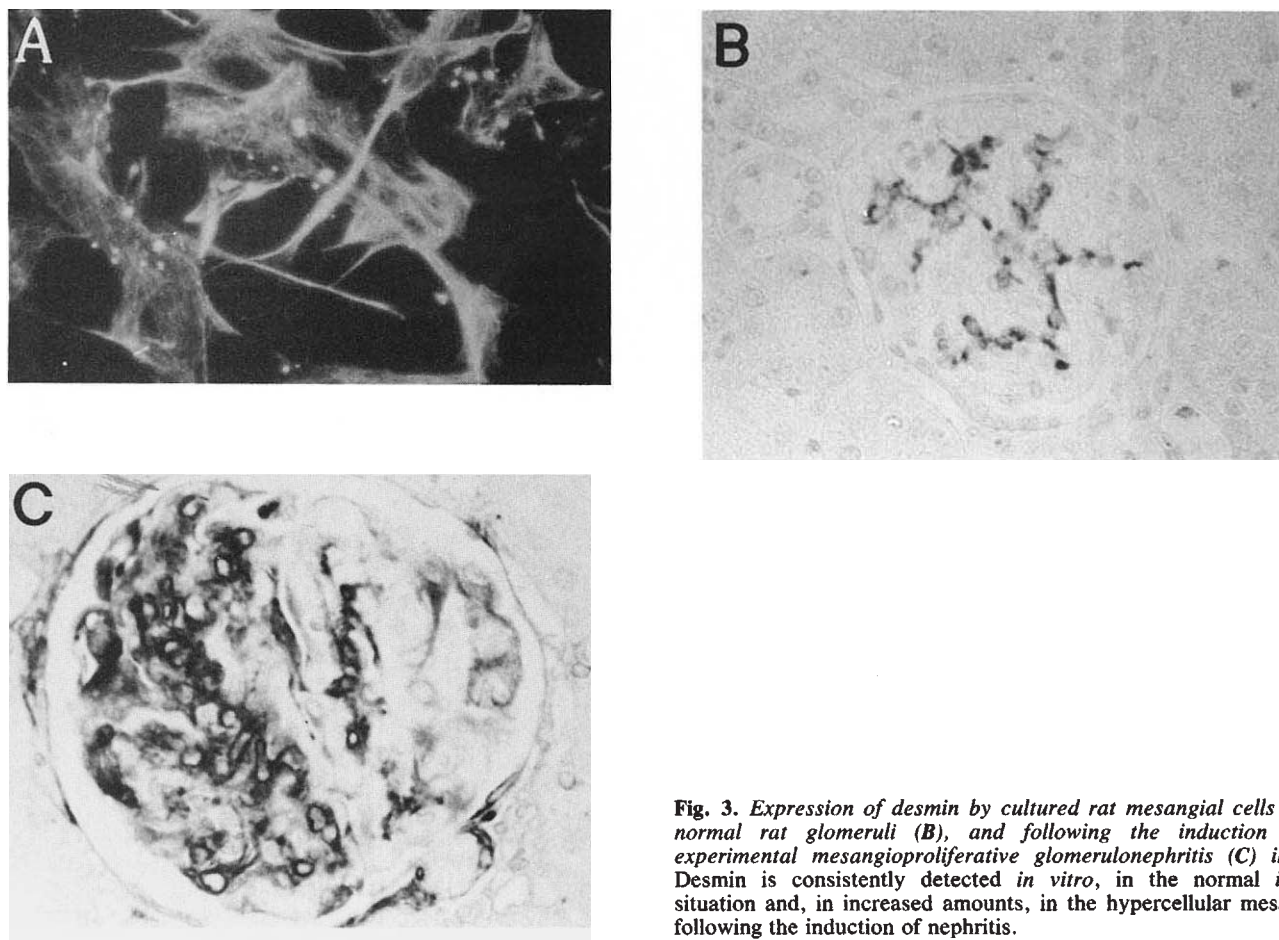 A
B
C
Fig. 3. Expression of desmin by cultured rat mesangial cells
normal rat glomeruli (B), and following the induction
experimental mesangioproliferative glomerulonephritis (C)
Desmin is consistently detected in vitro, in the normal
situation and, in increased amounts, in the hypercellular
following the induction of nephritis.